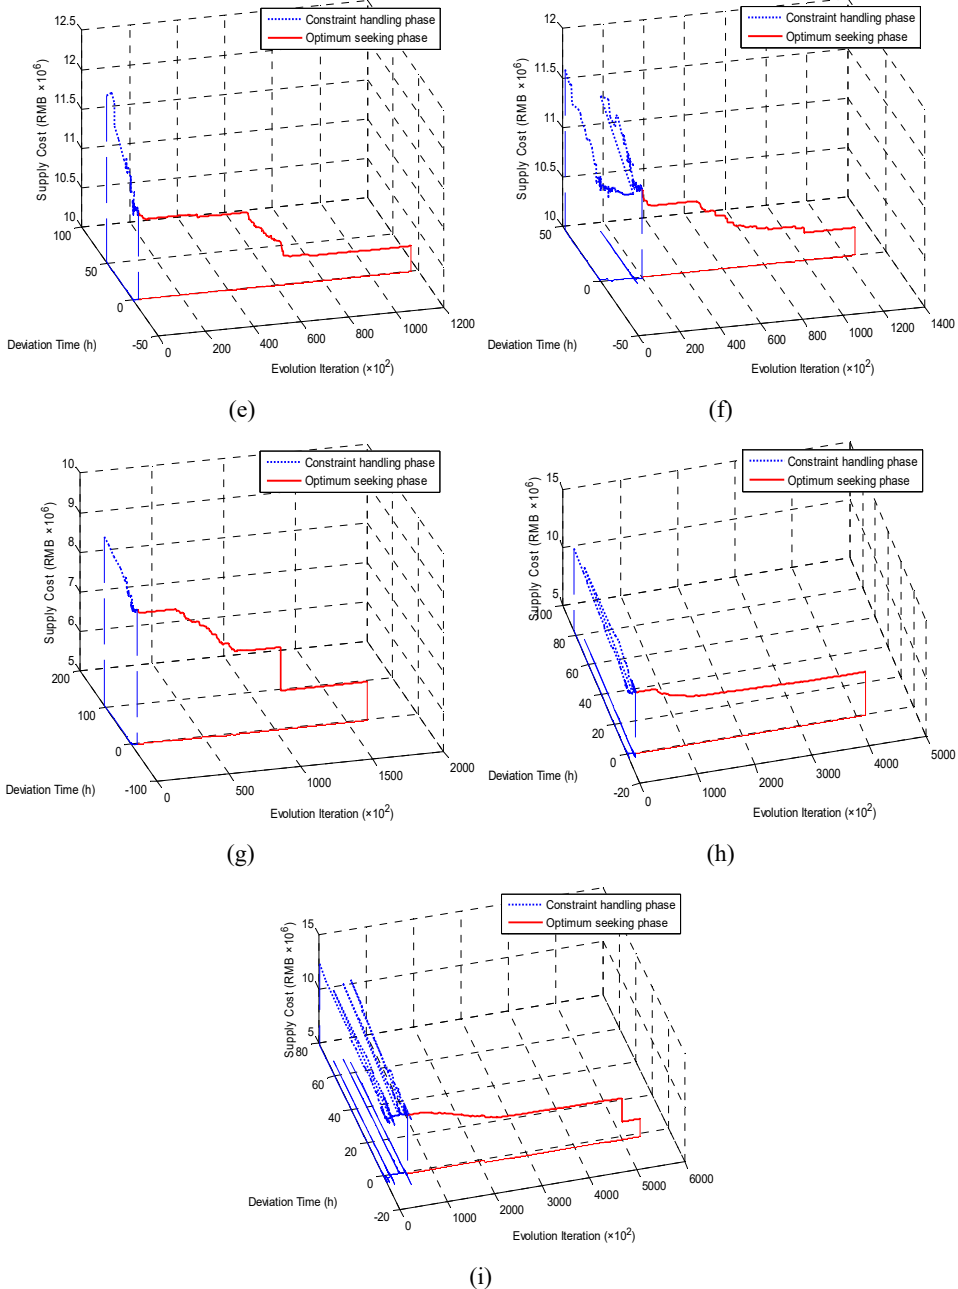 12.5
12
11.5
11
10.5
10
100
50
0
-50
0
200
400
600
800
1000
1200
Supply Cost (RMB ×10⁶)
Deviation Time (h)
Evolution Iteration (×10²)
Constraint handling phase
Optimum seeking phase
(e)
12
11.5
11
10.5
10
50
0
-50
0
200
400
600
800
1000
1200
1400
Supply Cost (RMB ×10⁶)
Deviation Time (h)
Evolution Iteration (×10²)
Constraint handling phase
Optimum seeking phase
(f)
10
9
8
7
6
5
200
100
0
-100
0
500
1000
1500
2000
Supply Cost (RMB ×10⁶)
Deviation Time (h)
Evolution Iteration (×10²)
Constraint handling phase
Optimum seeking phase
(g)
15
10
5
100
80
60
40
20
0
-20
0
1000
2000
3000
4000
5000
Supply Cost (RMB ×10⁶)
Deviation Time (h)
Evolution Iteration (×10²)
Constraint handling phase
Optimum seeking phase
(h)
15
10
5
80
60
40
20
0
-20
0
1000
2000
3000
4000
5000
6000
Supply Cost (RMB ×10⁶)
Deviation Time (h)
Evolution Iteration (×10²)
Constraint handling phase
Optimum seeking phase
(i)